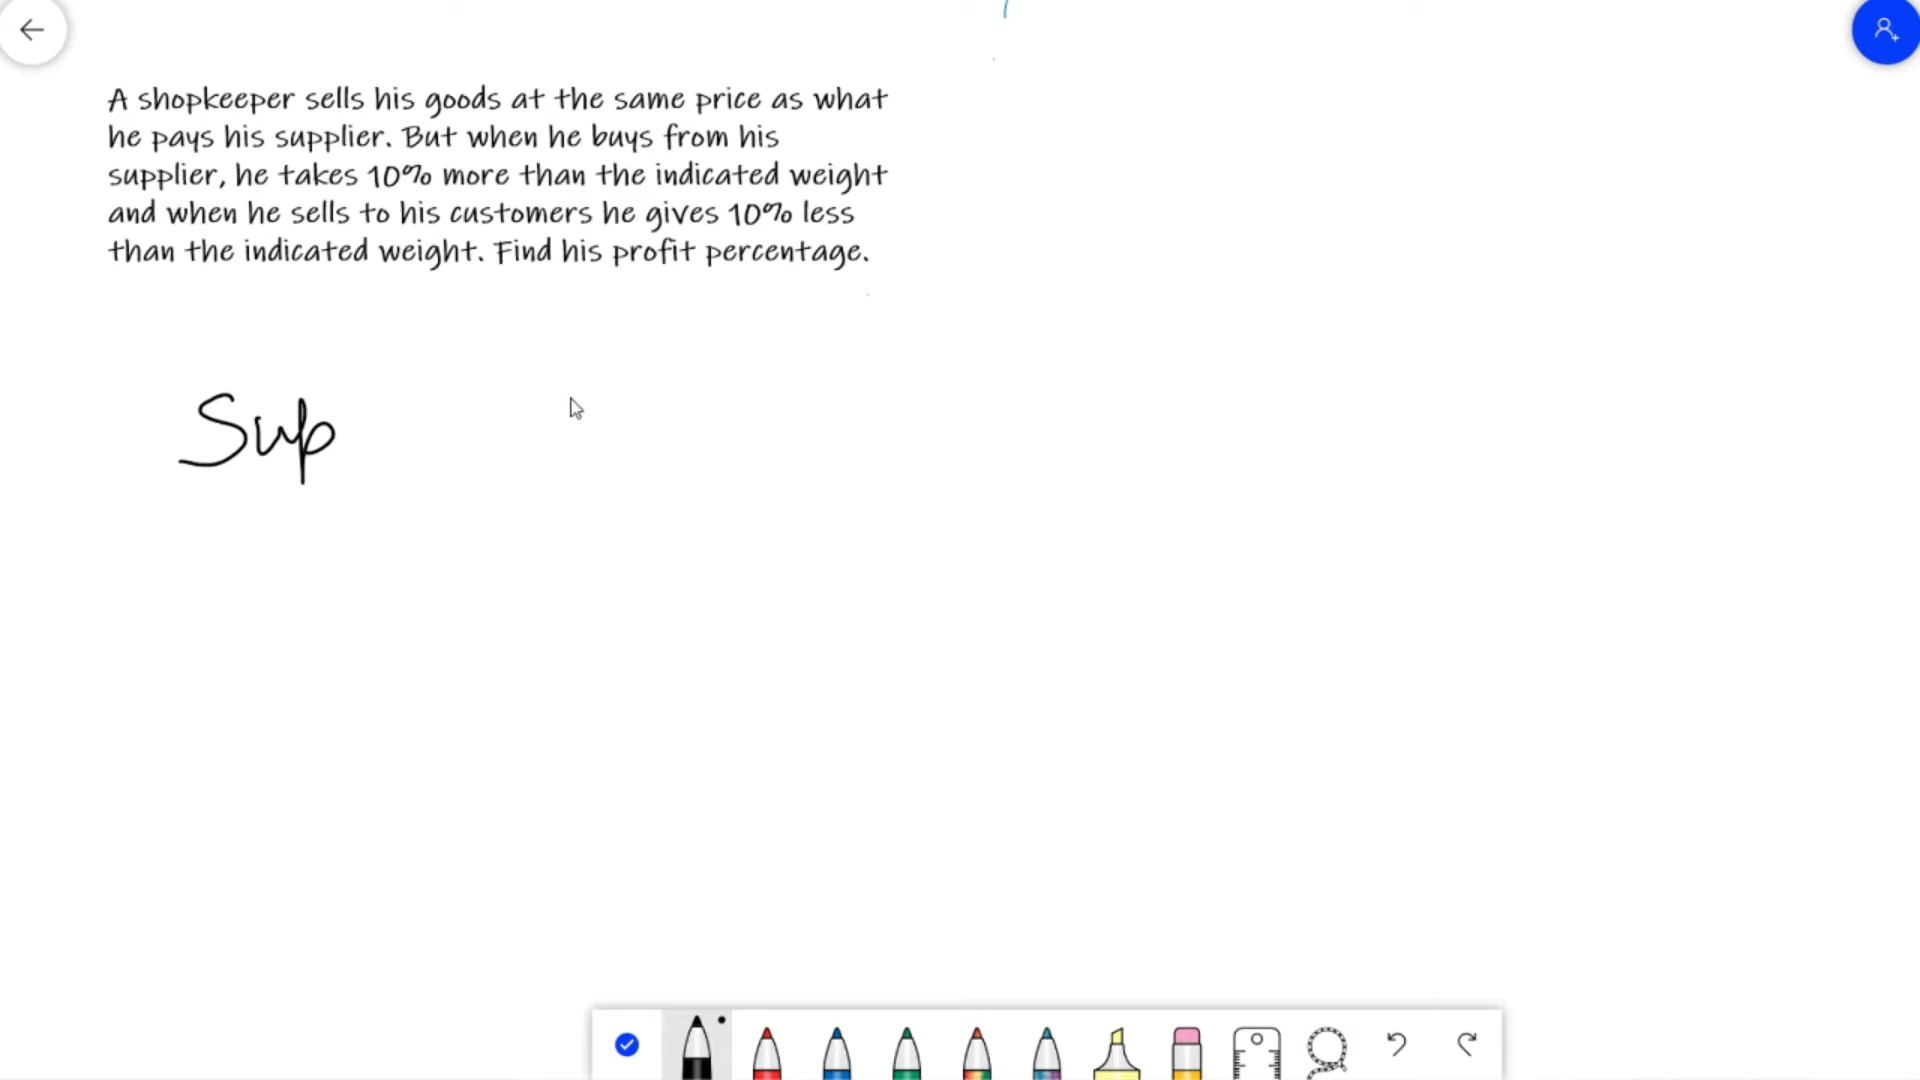 A shopkeeper sells his goods at the same price as what
he pays his supplier. But when he buys from his
supplier, he takes 10% more than the indicated weight
and when he sells to his customers he gives 10% less
than the indicated weight. Find his profit percentage.
Sup